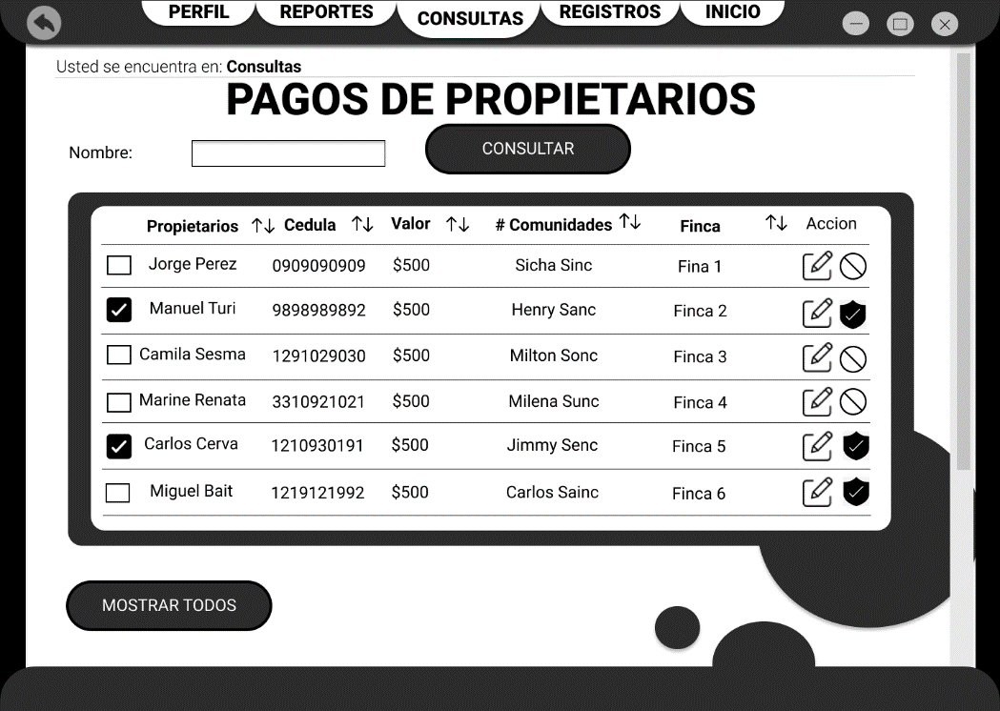 PERFIL REPORTES CONSULTAS REGISTROS INICIO
Usted se encuentra en: Consultas
PAGOS DE PROPIETARIOS
Nombre: CONSULTAR
Propietarios Cedula Valor # Comunidades Finca Accion
Jorge Perez 0909090909 $500 Sicha Sinc Fina 1
Manuel Turi 9898989892 $500 Henry Sanc Finca 2
Camila Sesma 1291029030 $500 Milton Sonc Finca 3
Marine Renata 3310921021 $500 Milena Sunc Finca 4
Carlos Cerva 1210930191 $500 Jimmy Senc Finca 5
Miguel Bait 1219121992 $500 Carlos Sainc Finca 6
MOSTRAR TODOS